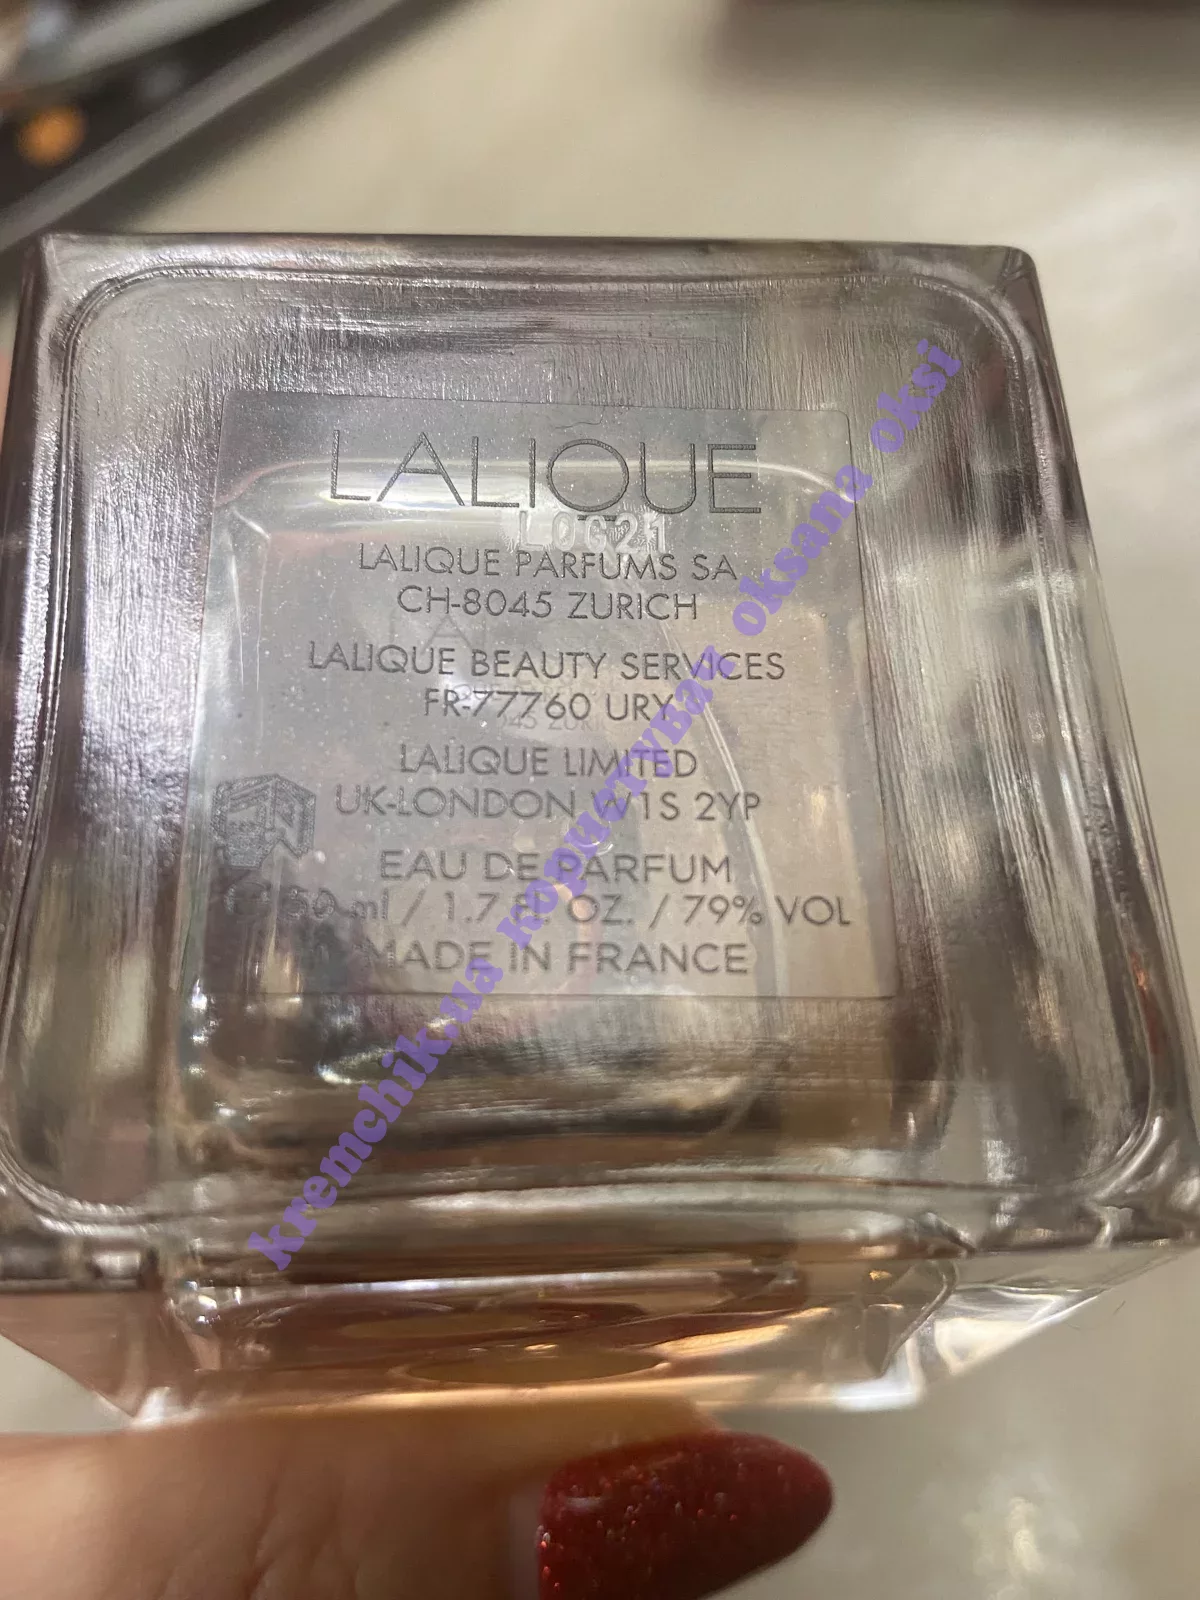 LALIQUE
L0G21
LALIQUE PARFUMS SA
CH-8045 ZURICH
LALIQUE BEAUTY SERVICES
FR-77760 URY
LALIQUE LIMITED
UK-LONDON W1S 2YP
EAU DE PARFUM
50 ml / 1.7 fl. OZ. / 79% VOL
MADE IN FRANCE
kremchik.ua користувач oksana oksi